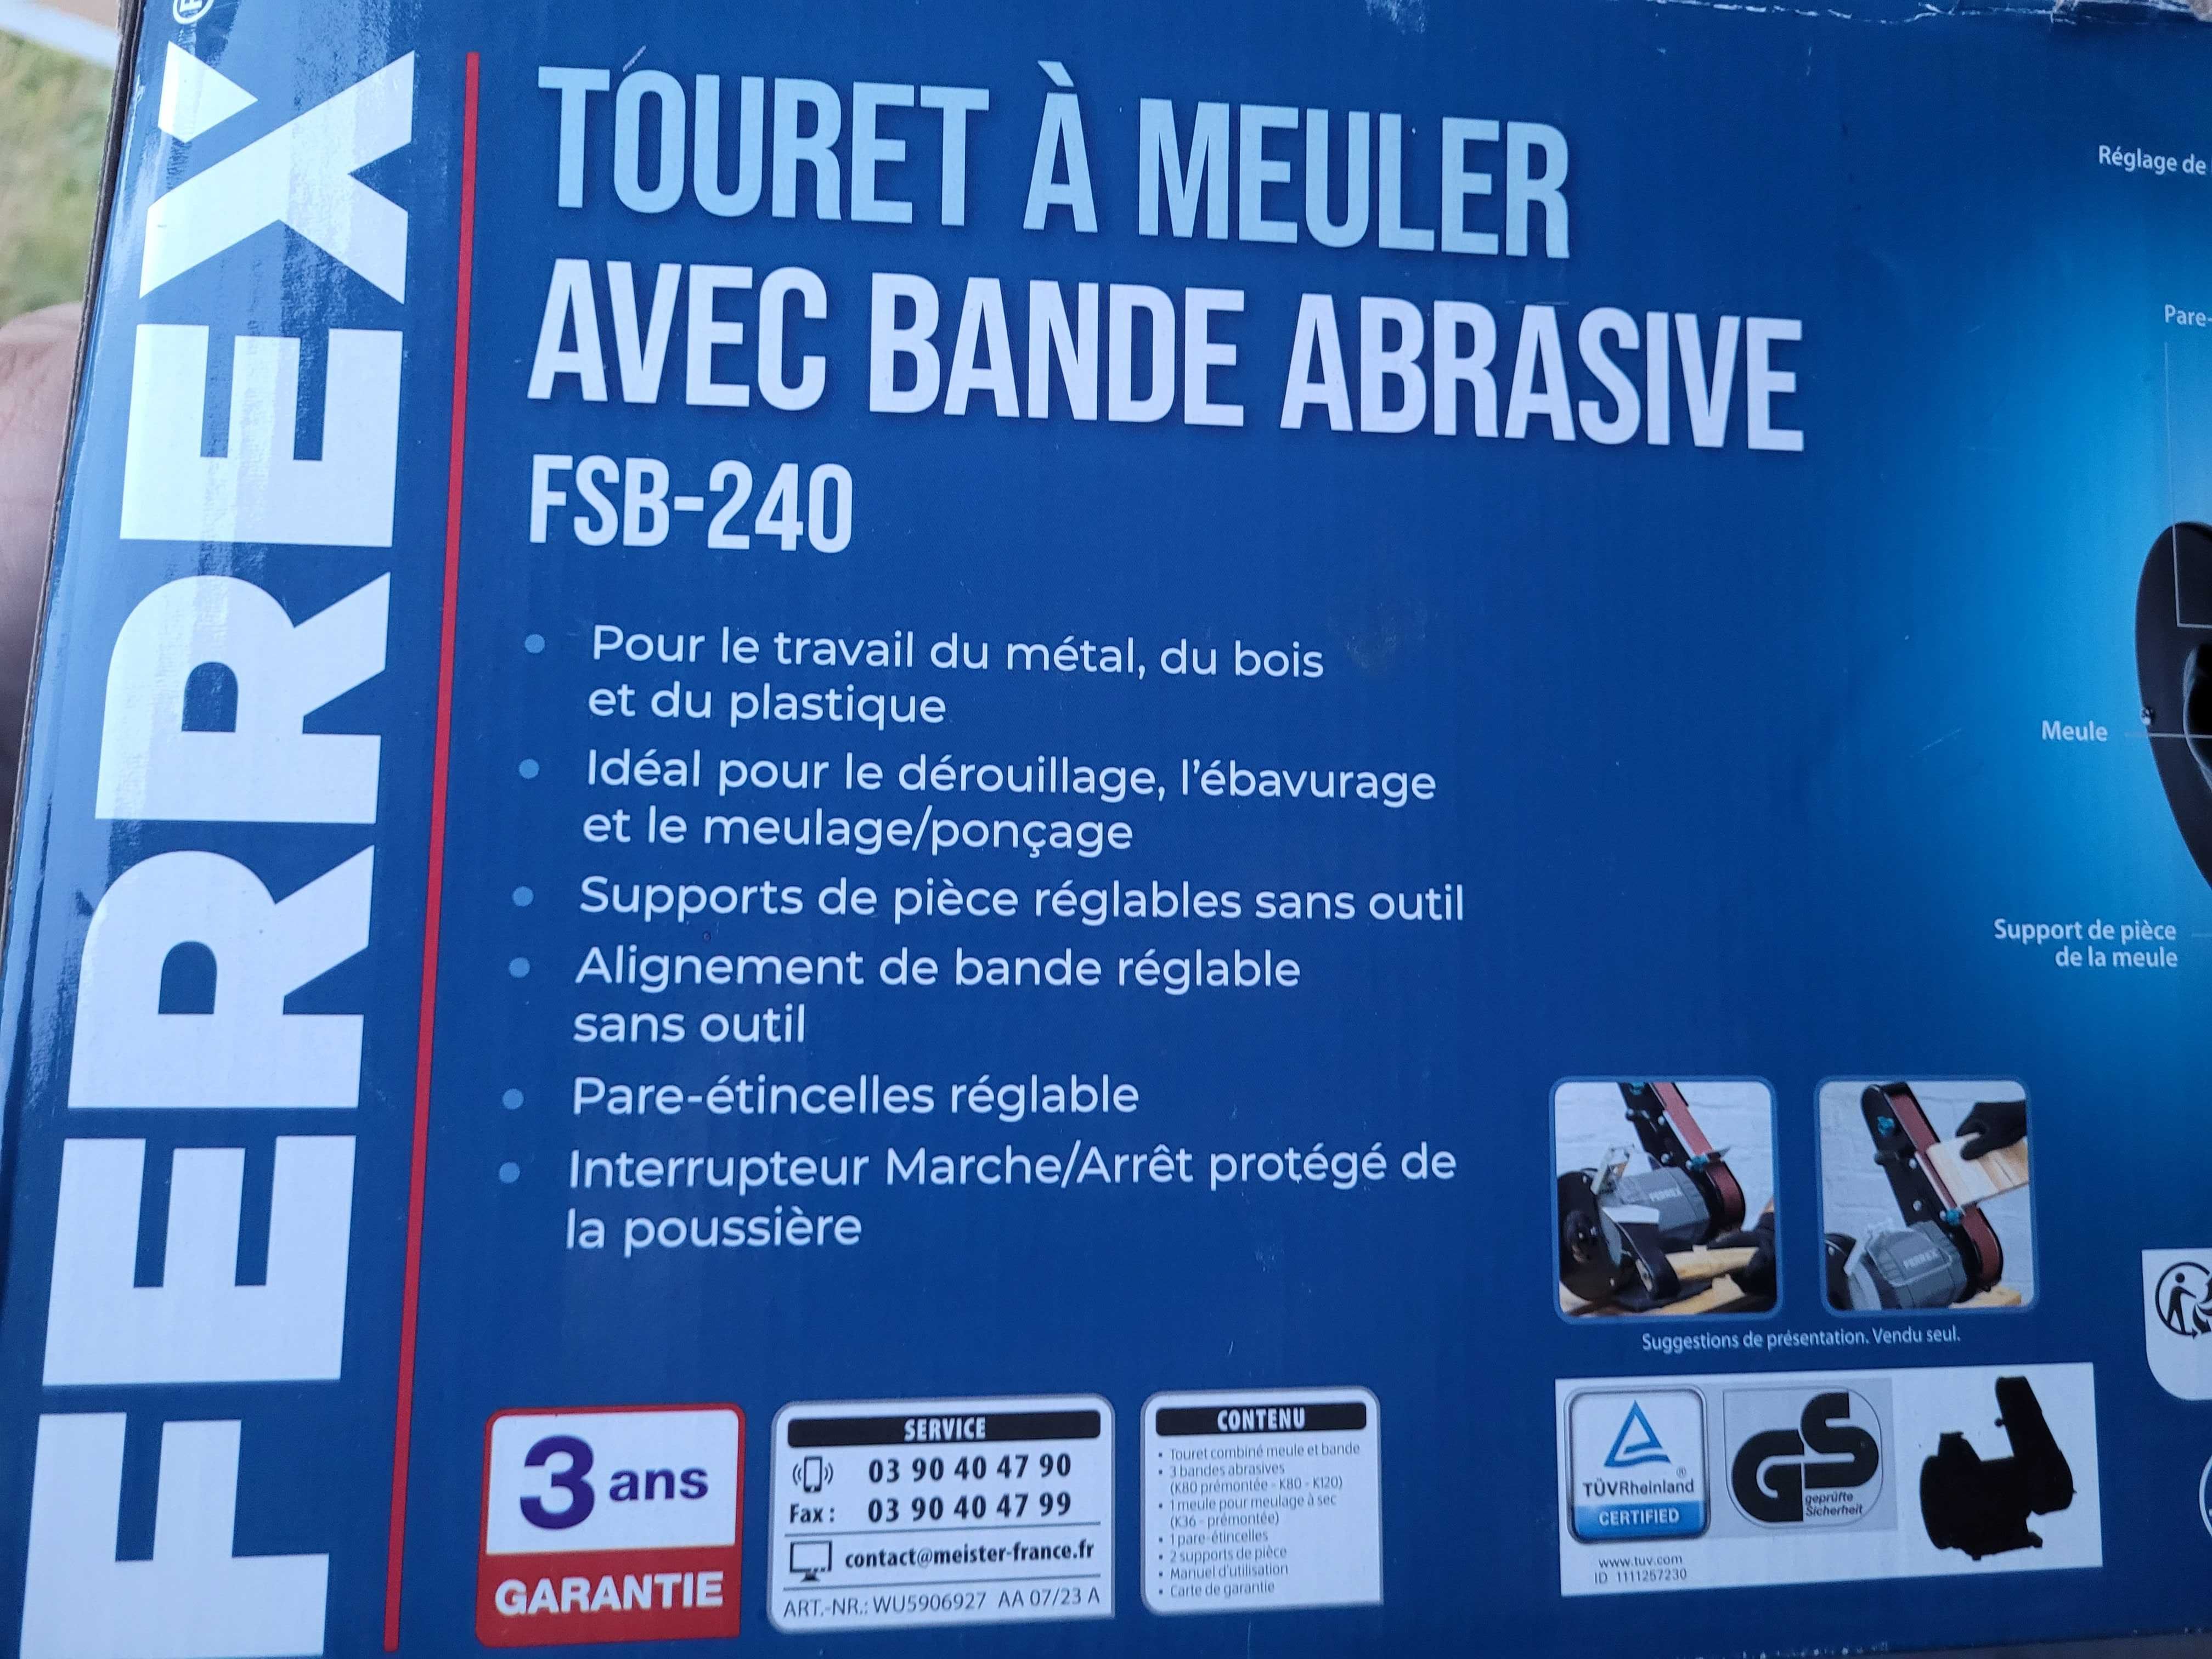 FERREX®
TOURET À MEULER
AVEC BANDE ABRASIVE
FSB-240
• Pour le travail du métal, du bois
et du plastique
• Idéal pour le dérouillage, l'ébavurage
et le meulage/ponçage
• Supports de pièce réglables sans outil
• Alignement de bande réglable
sans outil
• Pare-étincelles réglable
• Interrupteur Marche/Arrêt protégé de
la poussière
Réglage de
Pare-
Meule
Support de pièce
de la meule
FERREX
FERREX
Suggestions de présentation. Vendu seul.
3 ans
GARANTIE
SERVICE
03 90 40 47 90
Fax : 03 90 40 47 99
contact@meister-france.fr
ART.-NR.: WU5906927 AA 07/23 A
CONTENU
• Touret combiné meule et bande
• 3 bandes abrasives
(K80 prémontée - K80 - K120)
• 1 meule pour meulage à sec
(K36 - prémontée)
• 1 pare-étincelles
• 2 supports de pièce
• Manuel d'utilisation
• Carte de garantie
TÜVRheinland®
CERTIFIED
GS
geprüfte
Sicherheit
www.tuv.com
ID 1111257230